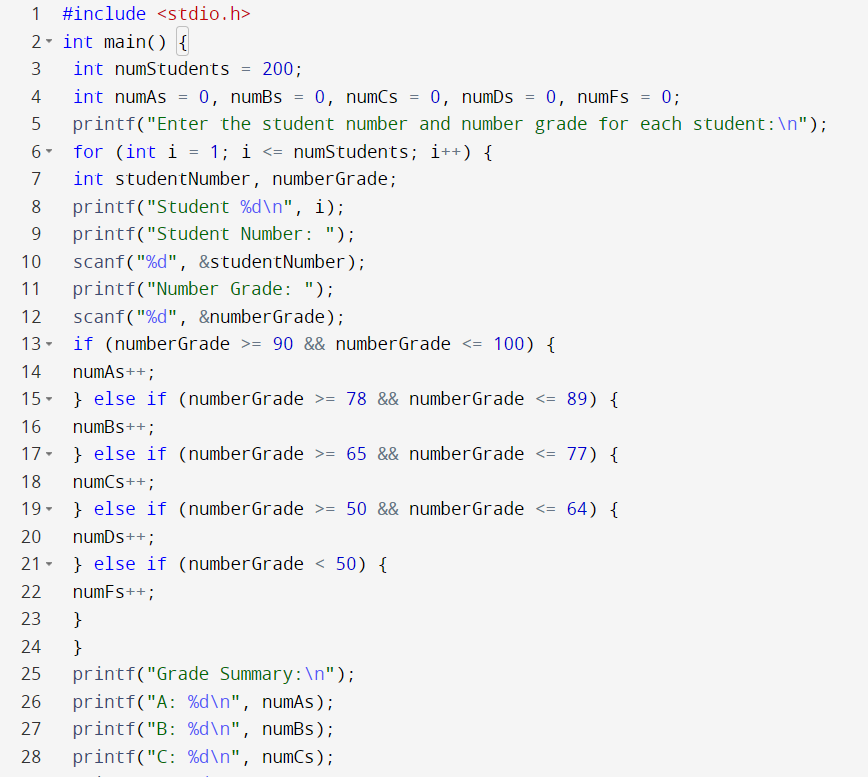 1 #include <stdio.h>
2 int main() {
3 int numStudents = 200;
4 int numAs = 0, numBs = 0, numCs = 0, numDs = 0, numFs = 0;
5 printf("Enter the student number and number grade for each student:\n");
6 for (int i = 1; i <= numStudents; i++) {
7 int studentNumber, numberGrade;
8 printf("Student %d\n", i);
9 printf("Student Number: ");
10 scanf("%d", &studentNumber);
11 printf("Number Grade: ");
12 scanf("%d", &numberGrade);
13 if (numberGrade >= 90 && numberGrade <= 100) {
14 numAs++;
15 } else if (numberGrade >= 78 && numberGrade <= 89) {
16 numBs++;
17 } else if (numberGrade >= 65 && numberGrade <= 77) {
18 numCs++;
19 } else if (numberGrade >= 50 && numberGrade <= 64) {
20 numDs++;
21 } else if (numberGrade < 50) {
22 numFs++;
23 }
24 }
25 printf("Grade Summary:\n");
26 printf("A: %d\n", numAs);
27 printf("B: %d\n", numBs);
28 printf("C: %d\n", numCs);